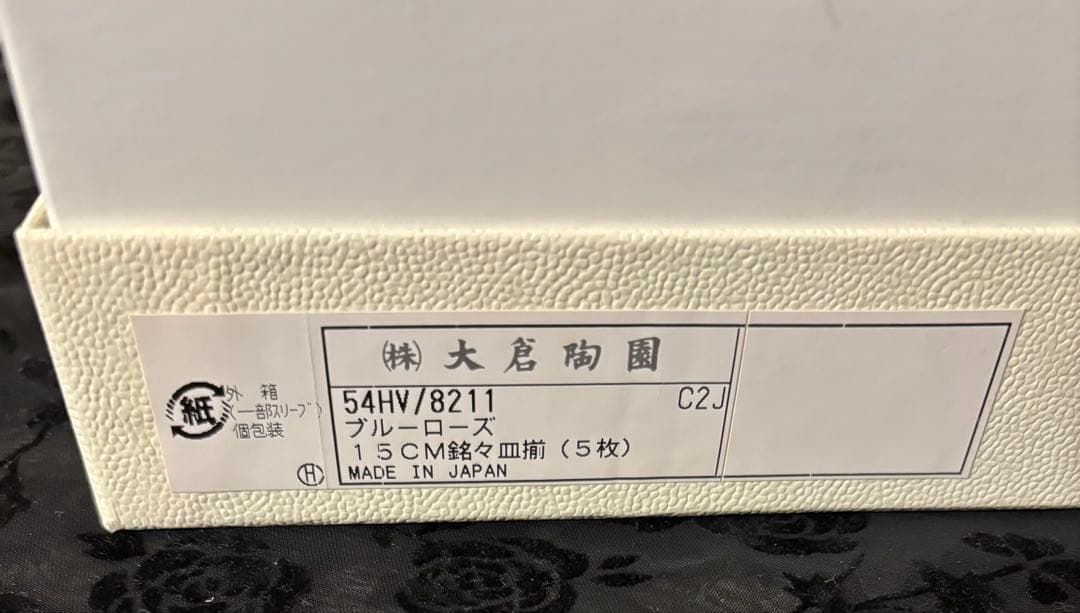 紙
外 箱
(一部スリーブ)
個包装
H
㈱ 大倉陶園
54HV/8211 C2J
ブルーローズ
15CM銘々皿揃（5枚）
MADE IN JAPAN